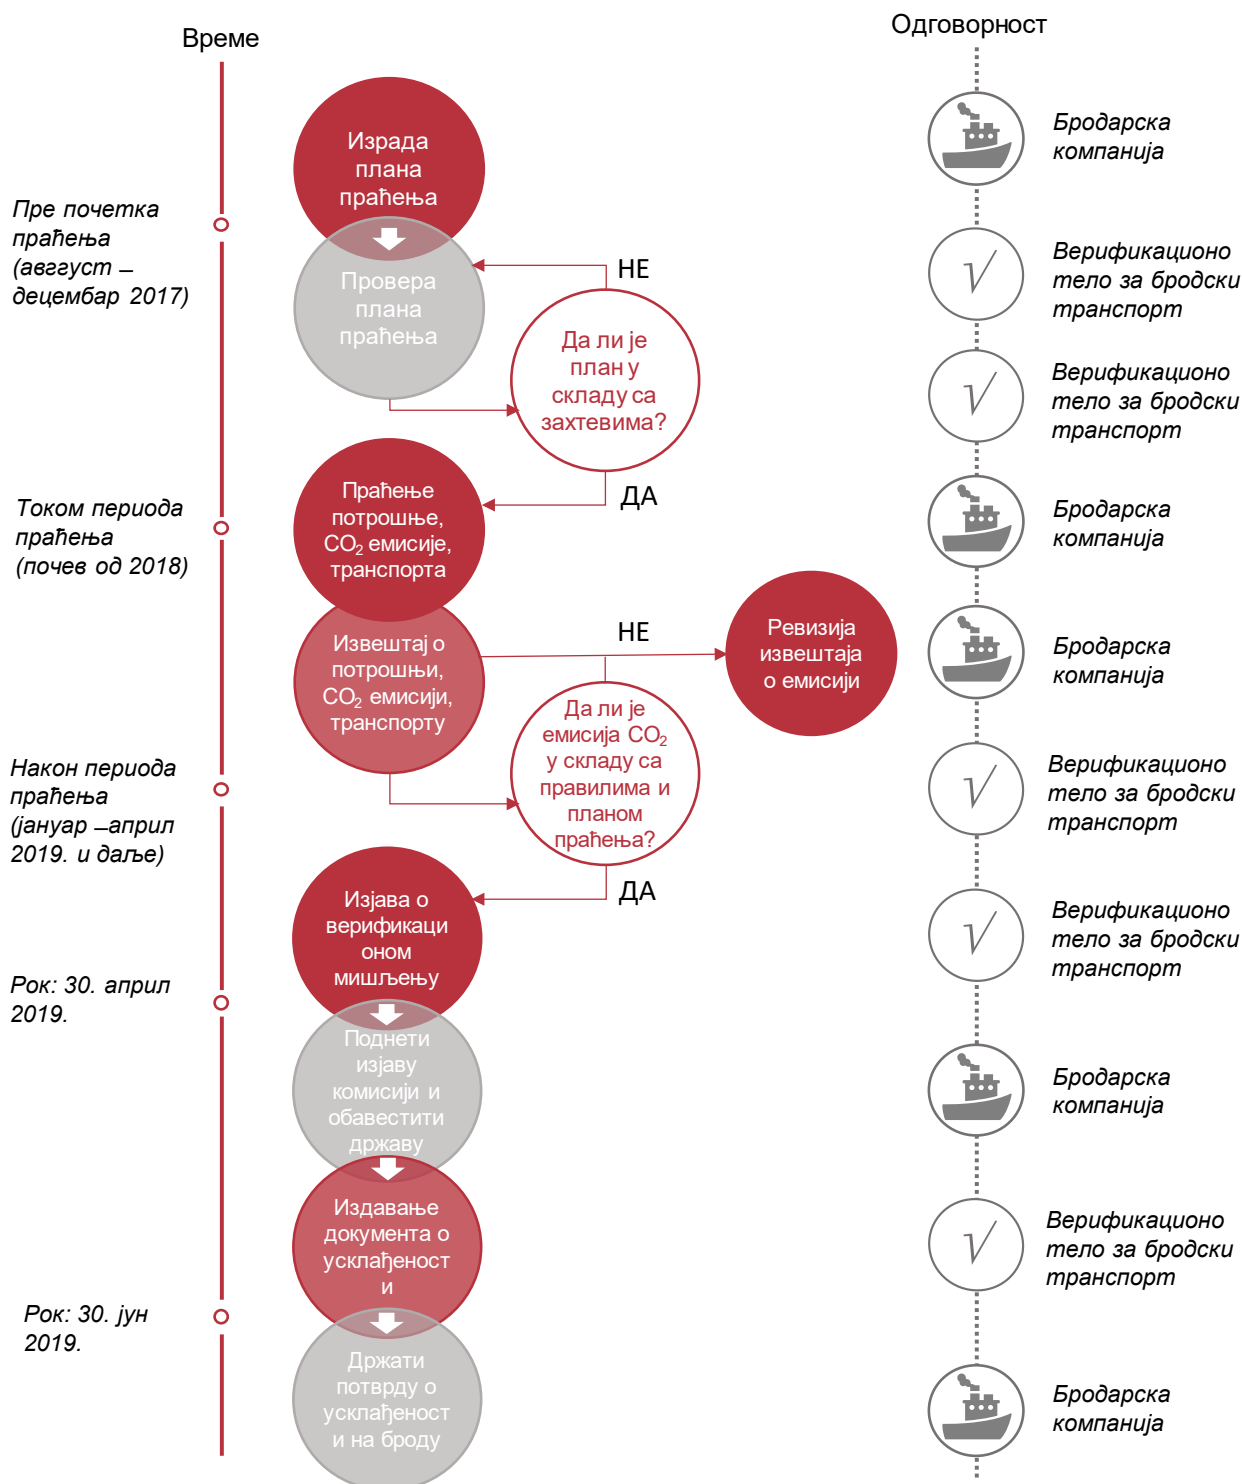 Време
Одговорност
Израда
плана
праћења
Бродарска
компанија
Пре почетка
праћења
(авггуст –
децембар 2017)
Провера
плана
праћења
НЕ
Верификационо
тело за бродски
транспорт
Да ли је
план у
складу са
захтевима?
Верификационо
тело за бродски
транспорт
ДА
Током периода
праћења
(почев од 2018)
Праћење
потрошње,
CO₂ емисије,
транспорта
Бродарска
компанија
Извештај о
потрошњи,
CO₂ емисији,
транспорту
НЕ
Ревизија
извештаја
о емисији
Бродарска
компанија
Након периода
праћења
(јануар –април
2019. и даље)
Да ли је
емисија CO₂
у складу са
правилима и
планом
праћења?
Верификационо
тело за бродски
транспорт
ДА
Изјава о
верификаци
оном
мишљењу
Верификационо
тело за бродски
транспорт
Рок: 30. април
2019.
Поднети
изјаву
комисији и
обавестити
државу
Бродарска
компанија
Издавање
документа о
усклађеност
и
Верификационо
тело за бродски
транспорт
Рок: 30. јун
2019.
Држати
потврду о
усклађеност
и на броду
Бродарска
компанија